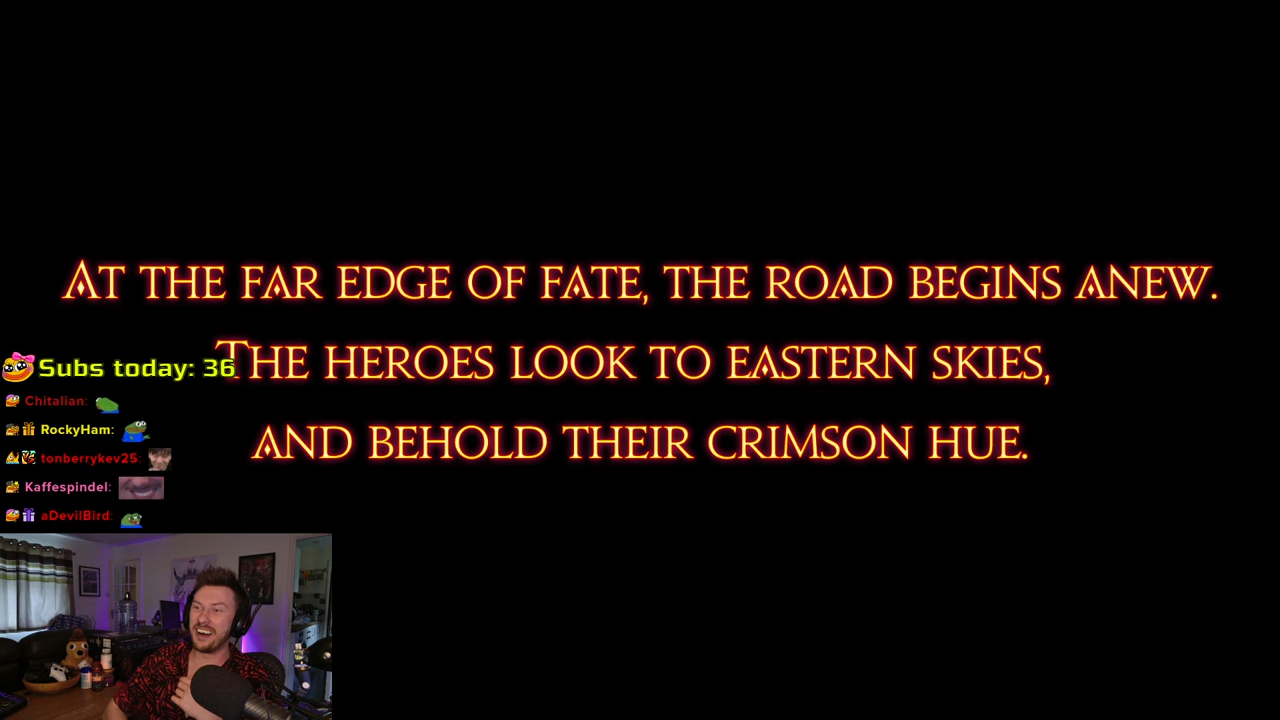 At the far edge of fate, the road begins anew.
The heroes look to eastern skies,
and behold their crimson hue.
Subs today: 36
Chitalian:
RockyHam:
tonberrykev25:
Kaffespindel:
aDevilBird: